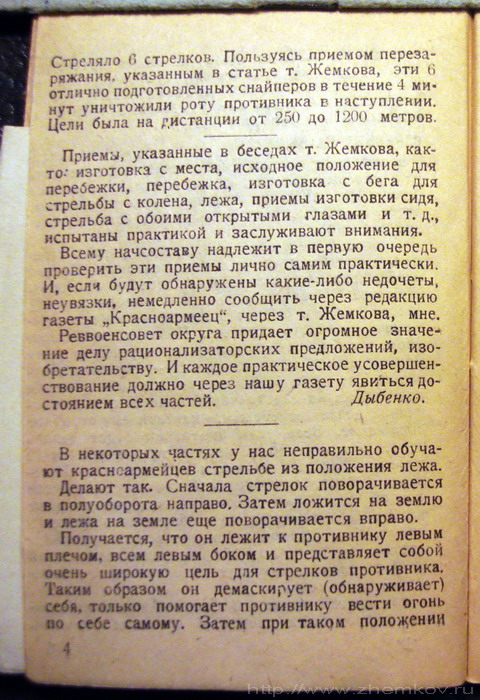 Стреляло 6 стрелков. Пользуясь приемом переза-
ряжания, указанным в статье т. Жемкова, эти 6
отлично подготовленных снайперов в течение 4 ми-
нут уничтожили роту противника в наступлении.
Цели была на дистанции от 250 до 1200 метров.
Приемы, указанные в беседах т. Жемкова, как-
то: изготовка с места, исходное положение для
перебежки, перебежка, изготовка с бега для
стрельбы с колена, лежа, приемы изготовки сидя,
стрельба с обоими открытыми глазами и т. д.,
испытаны практикой и заслуживают внимания.
Всему начсоставу надлежит в первую очередь
проверить эти приемы лично самим практически.
И, если будут обнаружены какие-либо недочеты,
неувязки, немедленно сообщить через редакцию
газеты „Красноармеец“, через т. Жемкова, мне.
Реввоенсовет округа придает огромное значе-
ние делу рационализаторских предложений, изо-
бретательству. И каждое практическое усовершен-
ствование должно через нашу газету явиться до-
стоянием всех частей. Дыбенко.
В некоторых частях у нас неправильно обуча-
ют красноармейцев стрельбе из положения лежа.
Делают так. Сначала стрелок поворачивается
в полуоборота направо. Затем ложится на землю
и лежа на земле еще поворачивается вправо.
Получается, что он лежит к противнику левым
плечом, всем левым боком и представляет собой
очень широкую цель для стрелков противника.
Таким образом он демаскирует (обнаруживает)
себя, только помогает противнику вести огонь
по себе самому. Затем при таком положении
4
http://www.zhemkov.ru